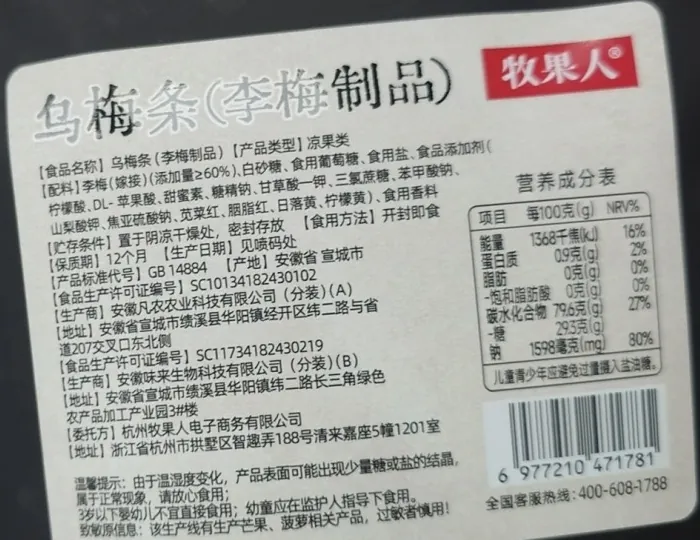 乌梅条(李梅制品)
牧果人®
【食品名称】乌梅条(李梅制品)【产品类型】凉果类
【配料】李梅(嫁接)(添加量≥60%)、白砂糖、食用葡萄糖、食用盐、食品添加剂(
柠檬酸、DL-苹果酸、甜蜜素、糖精钠、甘草酸一钾、三氯蔗糖、苯甲酸钠、
山梨酸钾、焦亚硫酸钠、苋菜红、胭脂红、日落黄、柠檬黄)、食用香料
【贮存条件】置于阴凉干燥处，密封存放 【食用方法】开封即食
【保质期】12个月 【生产日期】见喷码处
【产品标准代号】GB 14884 【产地】安徽省 宣城市
【食品生产许可证编号】SC10134182430102
【生产商】安徽凡农农业科技有限公司(分装)(A)
【地址】安徽省宣城市绩溪县华阳镇经开区纬二路与省
道207交叉口东北侧
【食品生产许可证编号】SC11734182430219
【生产商】安徽味来生物科技有限公司(分装)(B)
【地址】安徽省宣城市绩溪县华阳镇纬二路长三角绿色
农产品加工产业园3#楼
【委托方】杭州牧果人电子商务有限公司
【地址】浙江省杭州市拱墅区智趣弄188号清来嘉座5幢1201室
温馨提示：由于温湿度变化，产品表面可能出现少量糖或盐的结晶，
属于正常现象，请放心食用；
3岁以下婴幼儿不宜直接食用；幼童应在监护人指导下食用。
致敏原信息：该生产线有生产芒果、菠萝相关产品，过敏者慎用！
营养成分表
项目 每100克(g) NRV%
能量 1368千焦(kJ) 16%
蛋白质 0.9克(g) 2%
脂肪 0克(g) 0%
-饱和脂肪酸 0克(g) 0%
碳水化合物 79.6克(g) 27%
-糖 29.3克(g)
钠 1598毫克(mg) 80%
儿童青少年应避免过量摄入盐油糖。
6 977210 471781
全国客服热线：400-608-1788